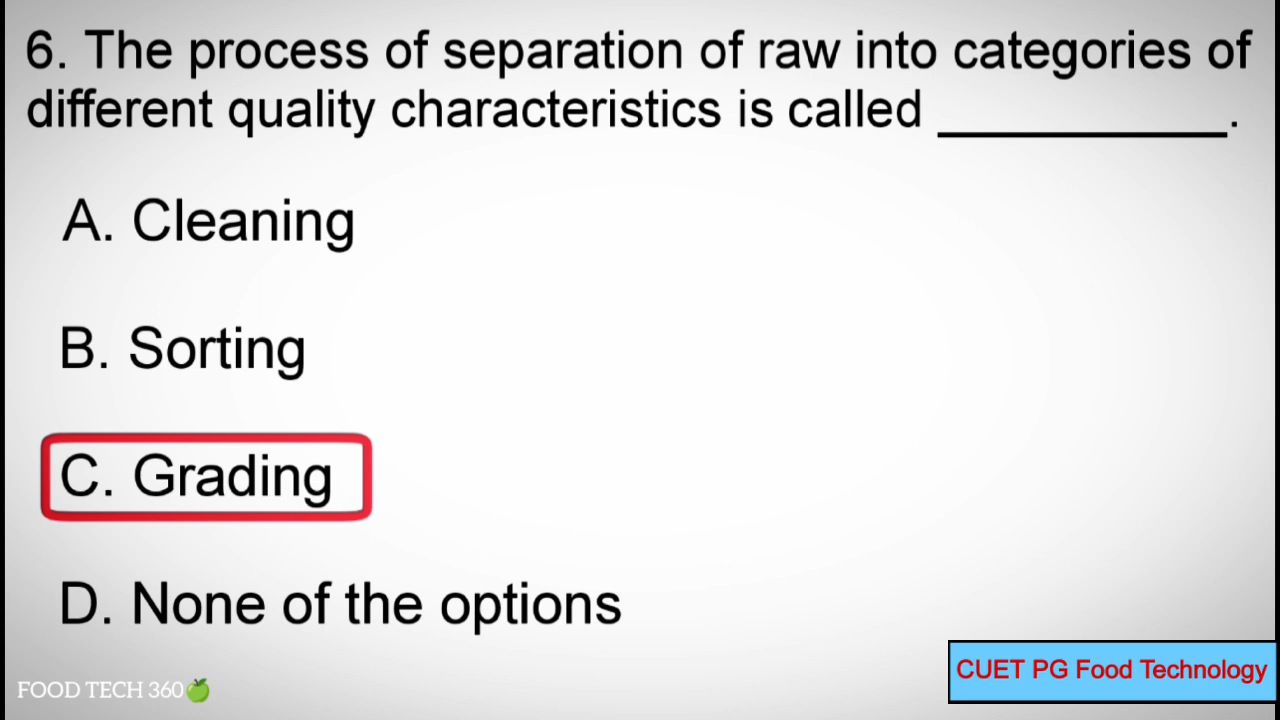 6. The process of separation of raw into categories of
different quality characteristics is called ___________.
A. Cleaning
B. Sorting
C. Grading
D. None of the options
CUET PG Food Technology
FOOD TECH 360